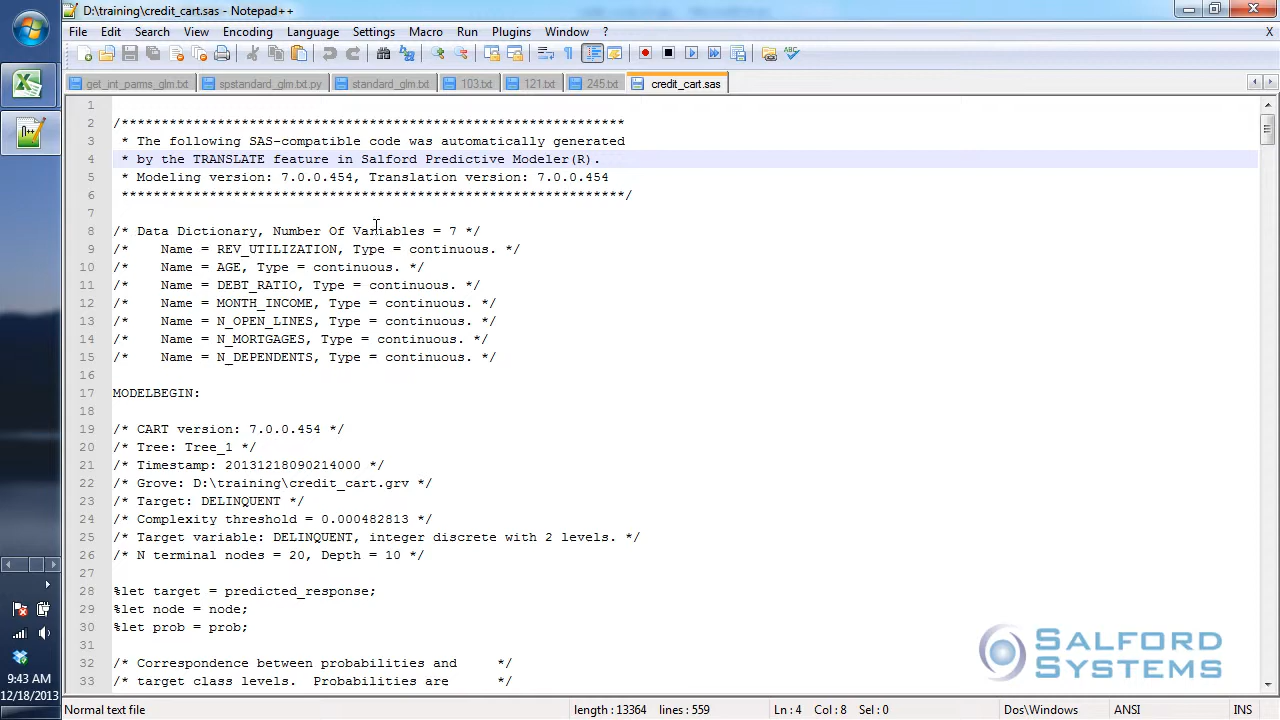 D:\training\credit_cart.sas - Notepad++
File Edit Search View Encoding Language Settings Macro Run Plugins Window ? X
get_int_parms_glm.txt spstandard_glm.txt.py standard_glm.txt 103.txt 121.txt 245.txt credit_cart.sas
1
2 /***************************************************************
3 * The following SAS-compatible code was automatically generated
4 * by the TRANSLATE feature in Salford Predictive Modeler(R).
5 * Modeling version: 7.0.0.454, Translation version: 7.0.0.454
6 ***************************************************************/
7
8 /* Data Dictionary, Number Of Variables = 7 */
9 /*    Name = REV_UTILIZATION, Type = continuous. */
10 /*    Name = AGE, Type = continuous. */
11 /*    Name = DEBT_RATIO, Type = continuous. */
12 /*    Name = MONTH_INCOME, Type = continuous. */
13 /*    Name = N_OPEN_LINES, Type = continuous. */
14 /*    Name = N_MORTGAGES, Type = continuous. */
15 /*    Name = N_DEPENDENTS, Type = continuous. */
16
17 MODELBEGIN:
18
19 /* CART version: 7.0.0.454 */
20 /* Tree: Tree_1 */
21 /* Timestamp: 20131218090214000 */
22 /* Grove: D:\training\credit_cart.grv */
23 /* Target: DELINQUENT */
24 /* Complexity threshold = 0.000482813 */
25 /* Target variable: DELINQUENT, integer discrete with 2 levels. */
26 /* N terminal nodes = 20, Depth = 10 */
27
28 %let target = predicted_response;
29 %let node = node;
30 %let prob = prob;
31
32 /* Correspondence between probabilities and     */
33 /* target class levels.  Probabilities are      */
SALFORD
SYSTEMS
9:43 AM
12/18/2013
Normal text file length : 13364 lines : 559 Ln : 4 Col : 8 Sel : 0 Dos\Windows ANSI INS